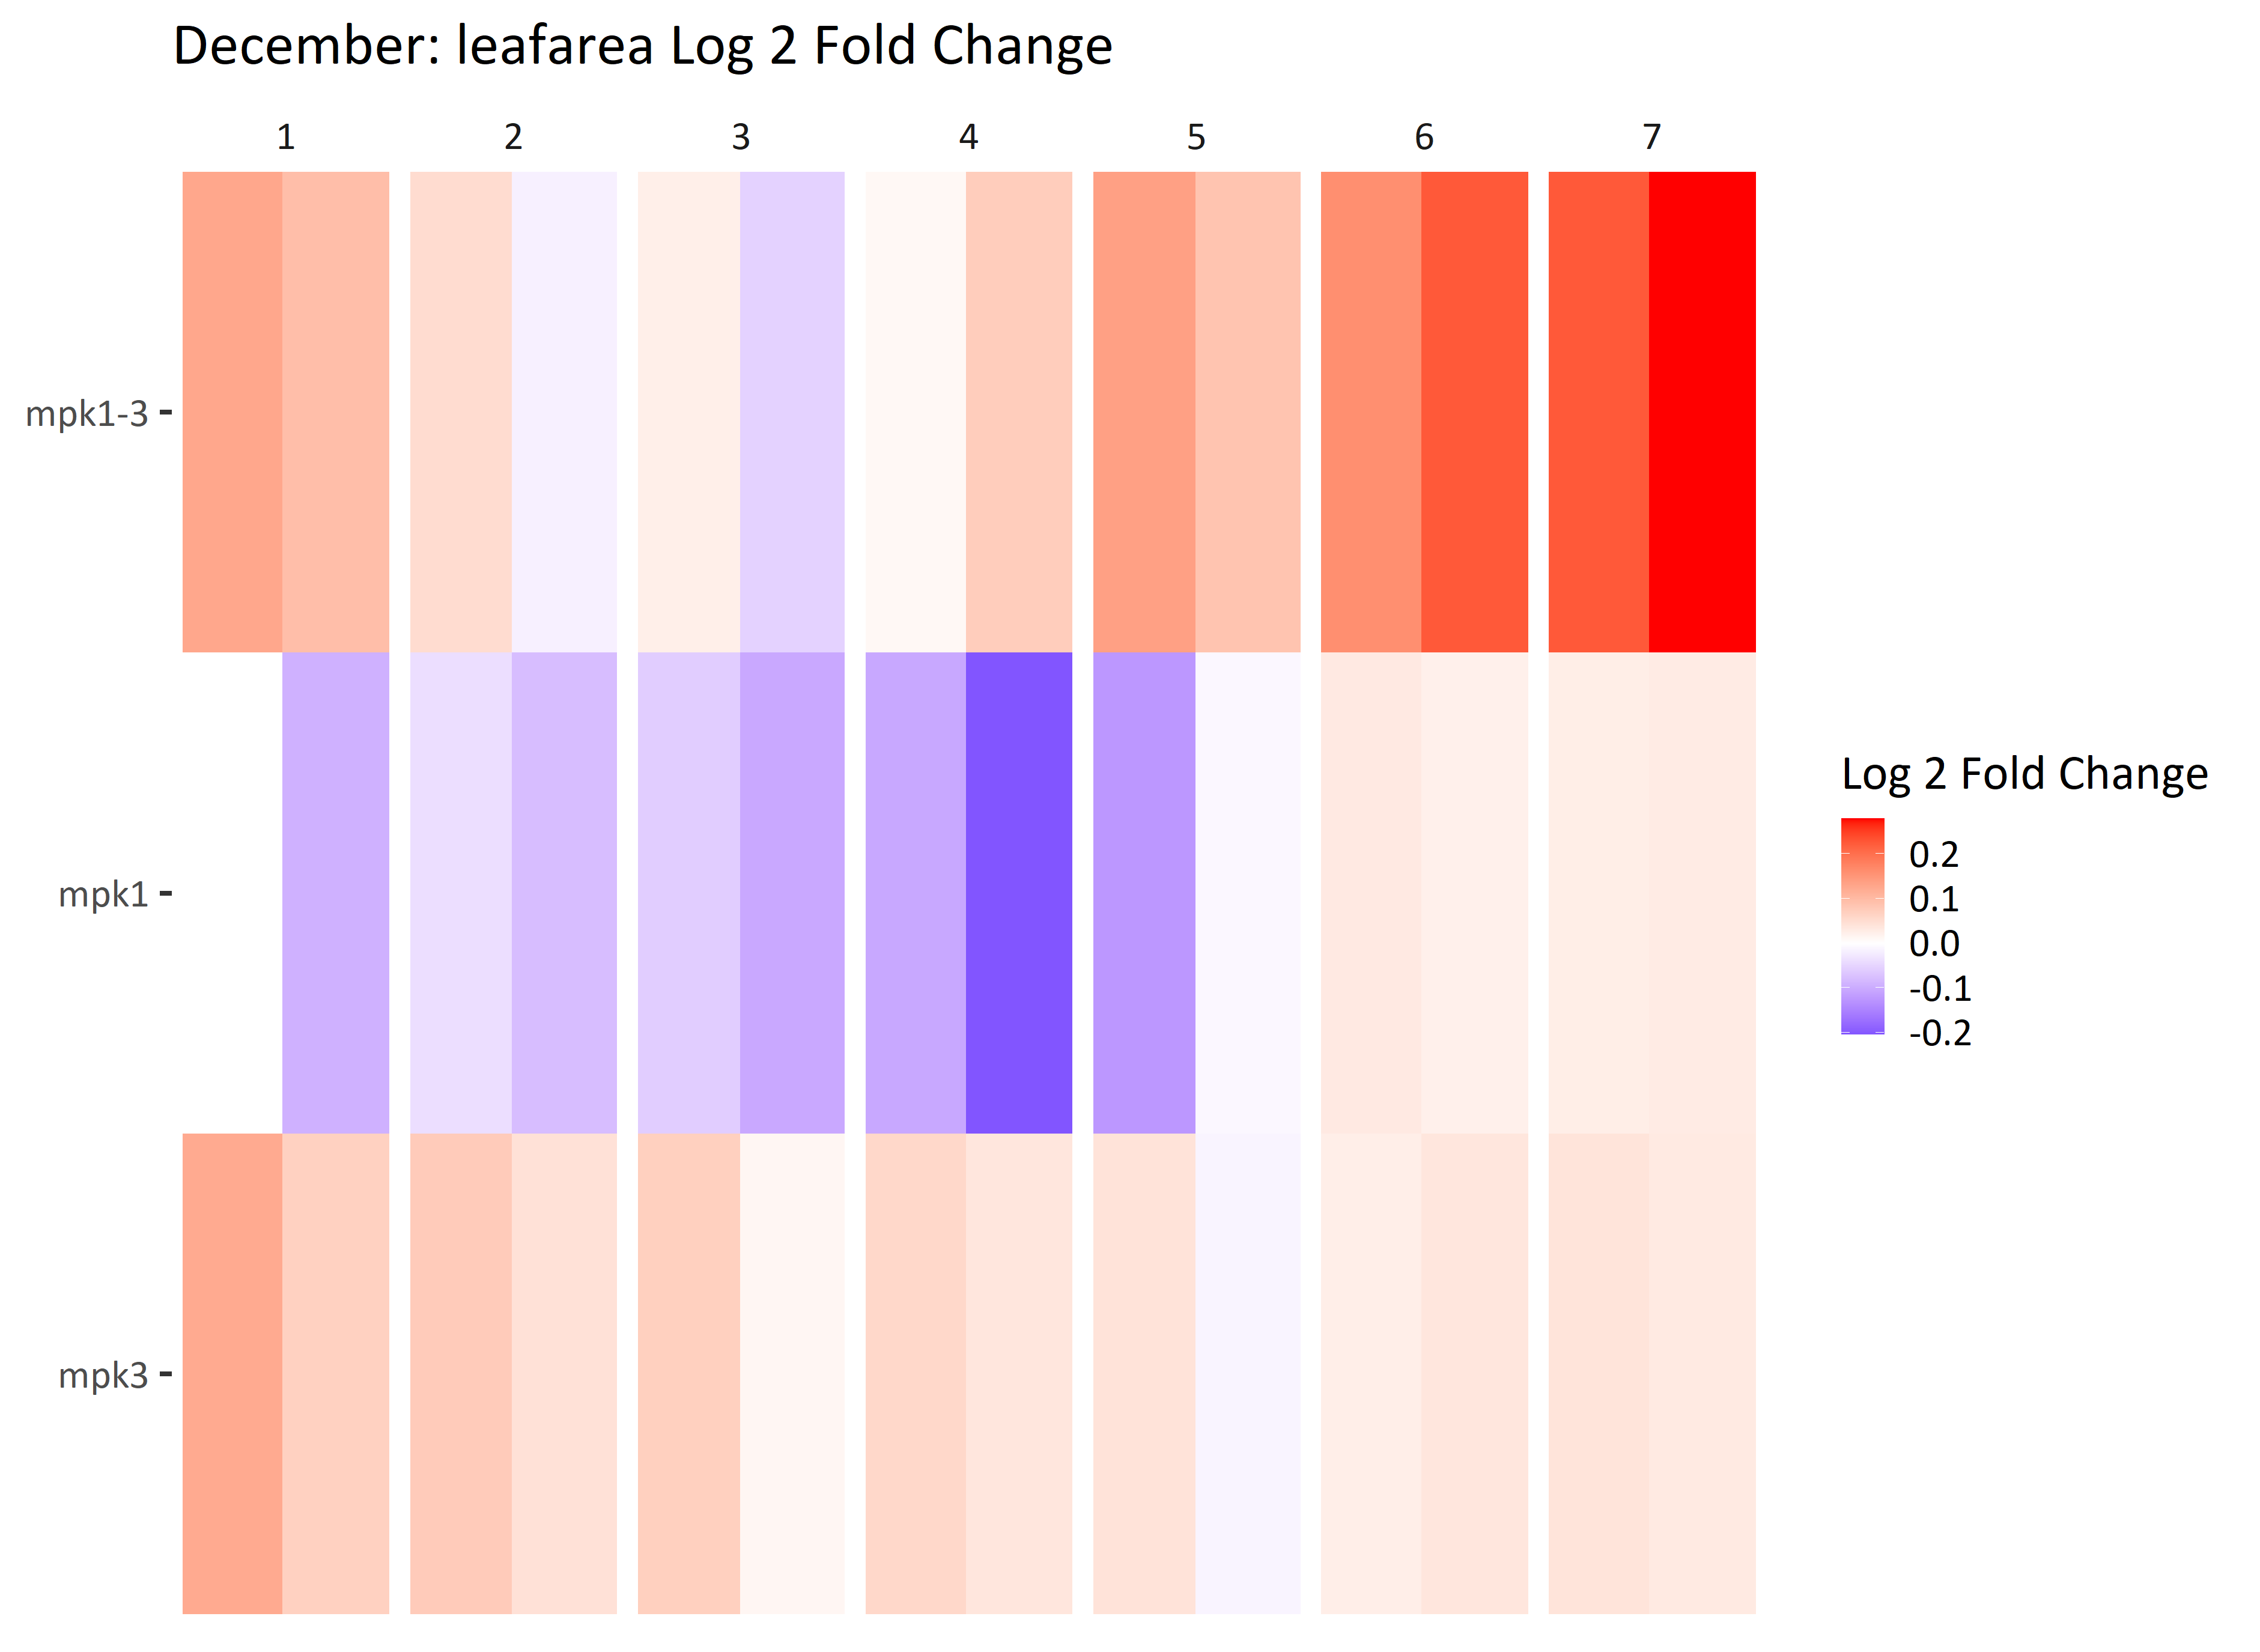 December: leafarea Log 2 Fold Change
1 2 3 4 5 6 7
mpk1-3
mpk1
mpk3
Log 2 Fold Change
0.2
0.1
0.0
-0.1
-0.2